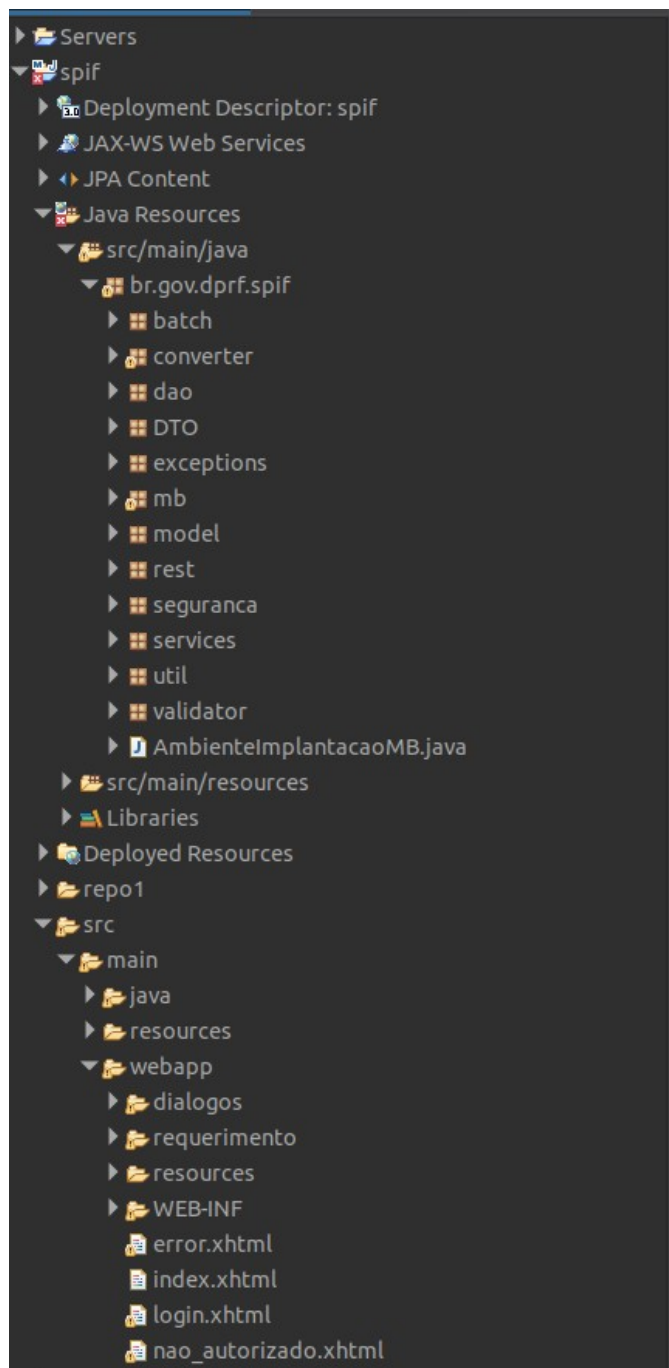 Servers
spif
Deployment Descriptor: spif
JAX-WS Web Services
JPA Content
Java Resources
src/main/java
br.gov.dprf.spif
batch
converter
dao
DTO
exceptions
mb
model
rest
seguranca
services
util
validator
AmbienteImplantacaoMB.java
src/main/resources
Libraries
Deployed Resources
repo1
src
main
java
resources
webapp
dialogos
requerimento
resources
WEB-INF
error.xhtml
index.xhtml
login.xhtml
nao_autorizado.xhtml